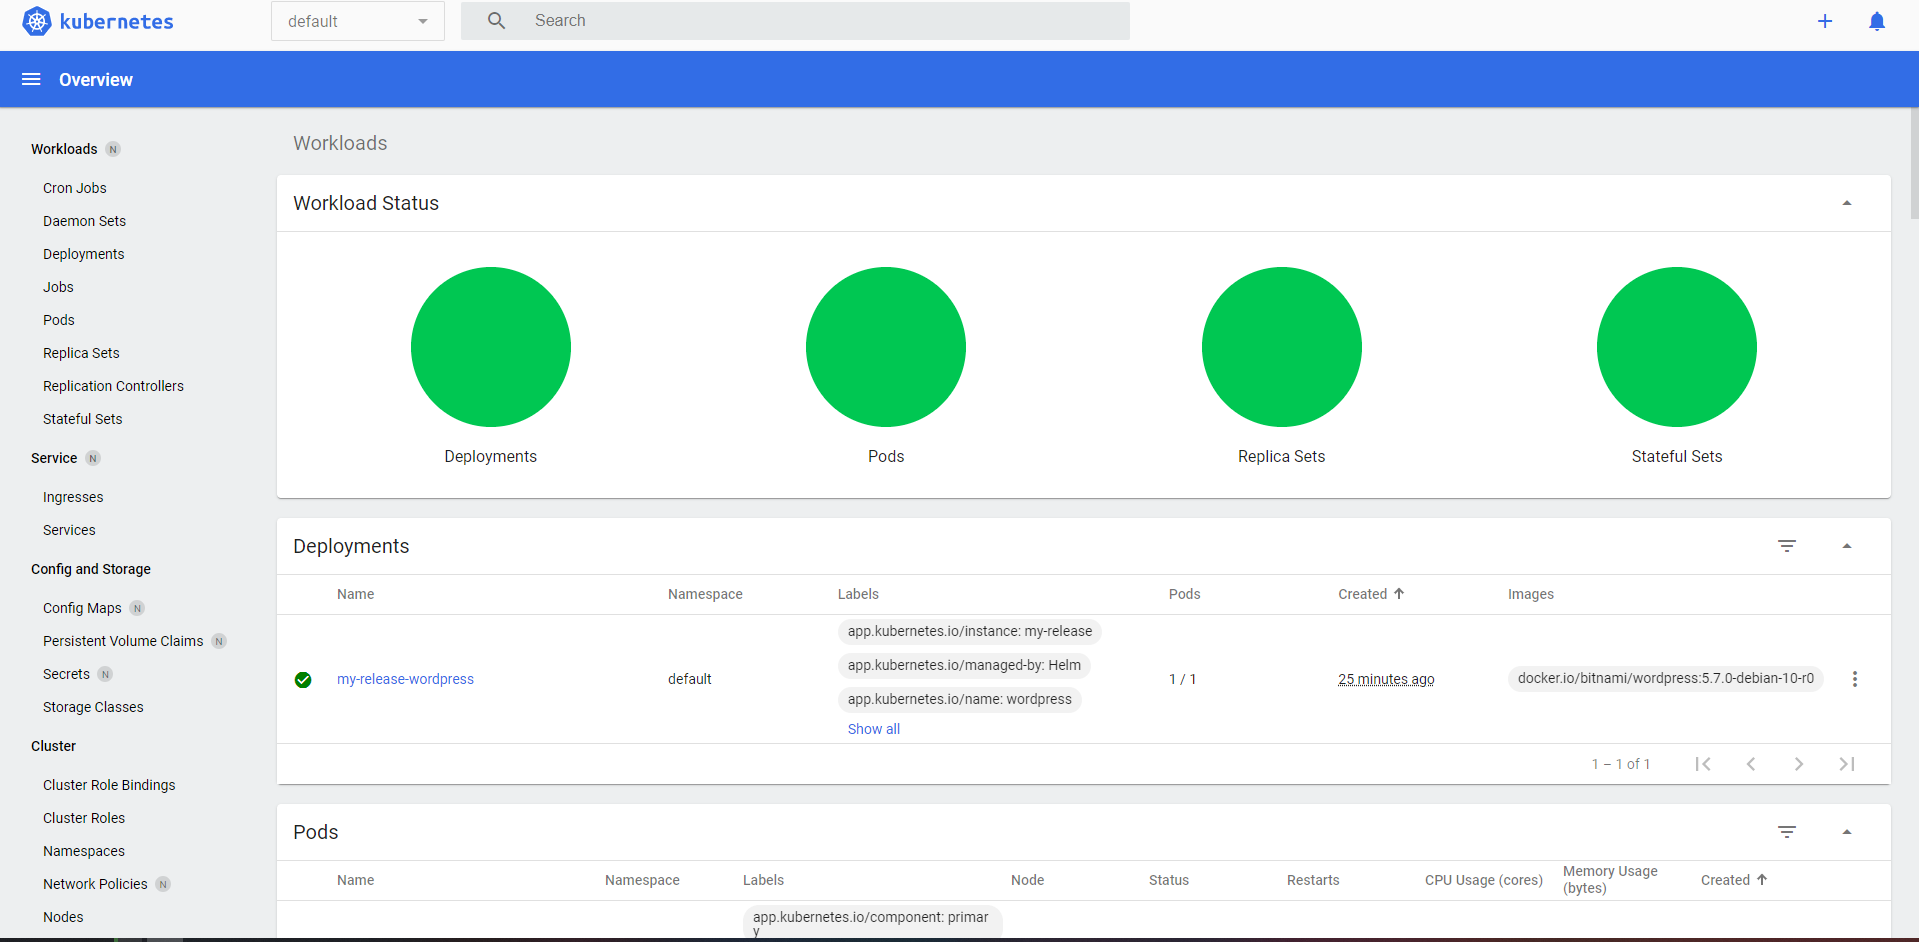 kubernetes
default
Search
Overview
Workloads N
Cron Jobs
Daemon Sets
Deployments
Jobs
Pods
Replica Sets
Replication Controllers
Stateful Sets
Service N
Ingresses
Services
Config and Storage
Config Maps N
Persistent Volume Claims N
Secrets N
Storage Classes
Cluster
Cluster Role Bindings
Cluster Roles
Namespaces
Network Policies N
Nodes
Workloads
Workload Status
Deployments Pods Replica Sets Stateful Sets
Deployments
Name Namespace Labels Pods Created Images
my-release-wordpress default app.kubernetes.io/instance: my-release 1 / 1 25 minutes ago docker.io/bitnami/wordpress:5.7.0-debian-10-r0
app.kubernetes.io/managed-by: Helm
app.kubernetes.io/name: wordpress
Show all
1 – 1 of 1
Pods
Name Namespace Labels Node Status Restarts CPU Usage (cores) Memory Usage (bytes) Created
app.kubernetes.io/component: primar
y